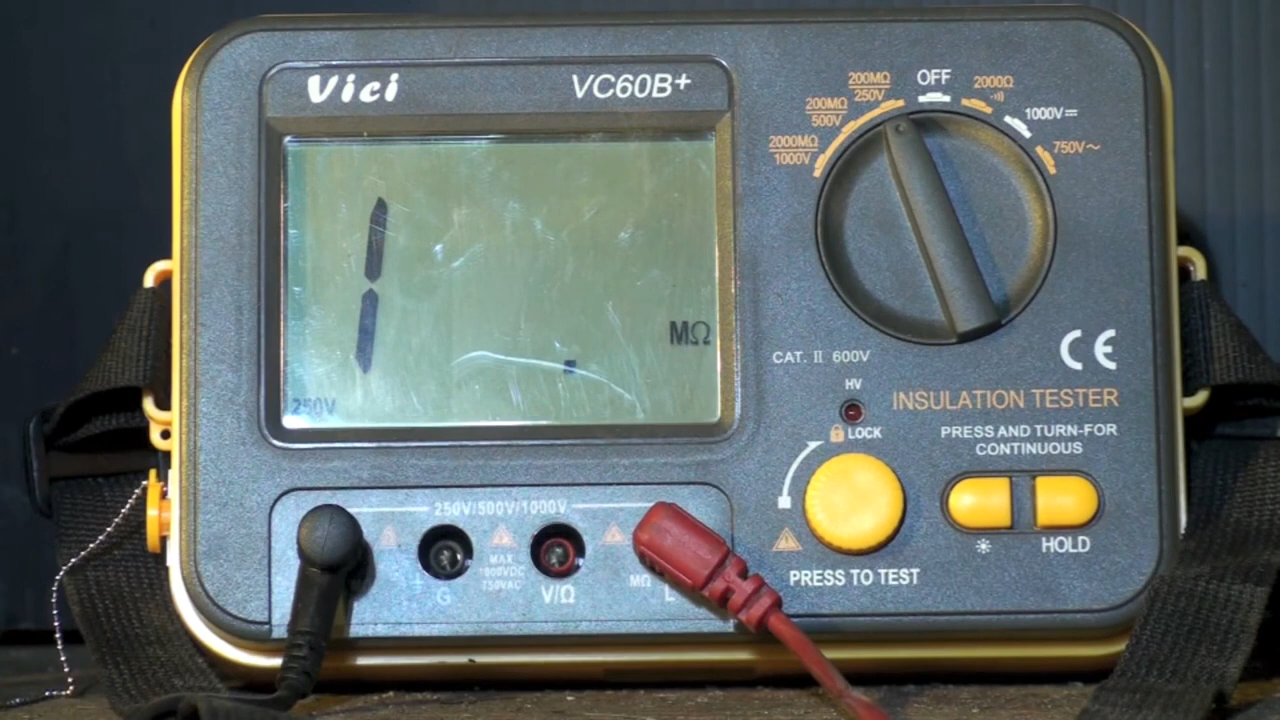 Vici VC60B+
1 .
MΩ
250V
OFF
200MΩ
250V
2000Ω
200MΩ
500V
1000V
2000MΩ
1000V
750V
CAT. II 600V
CE
HV
INSULATION TESTER
LOCK
PRESS AND TURN-FOR
CONTINUOUS
250V/500V/1000V
MAX
1000VDC
750VAC
G
V/Ω
MΩ
L
HOLD
PRESS TO TEST